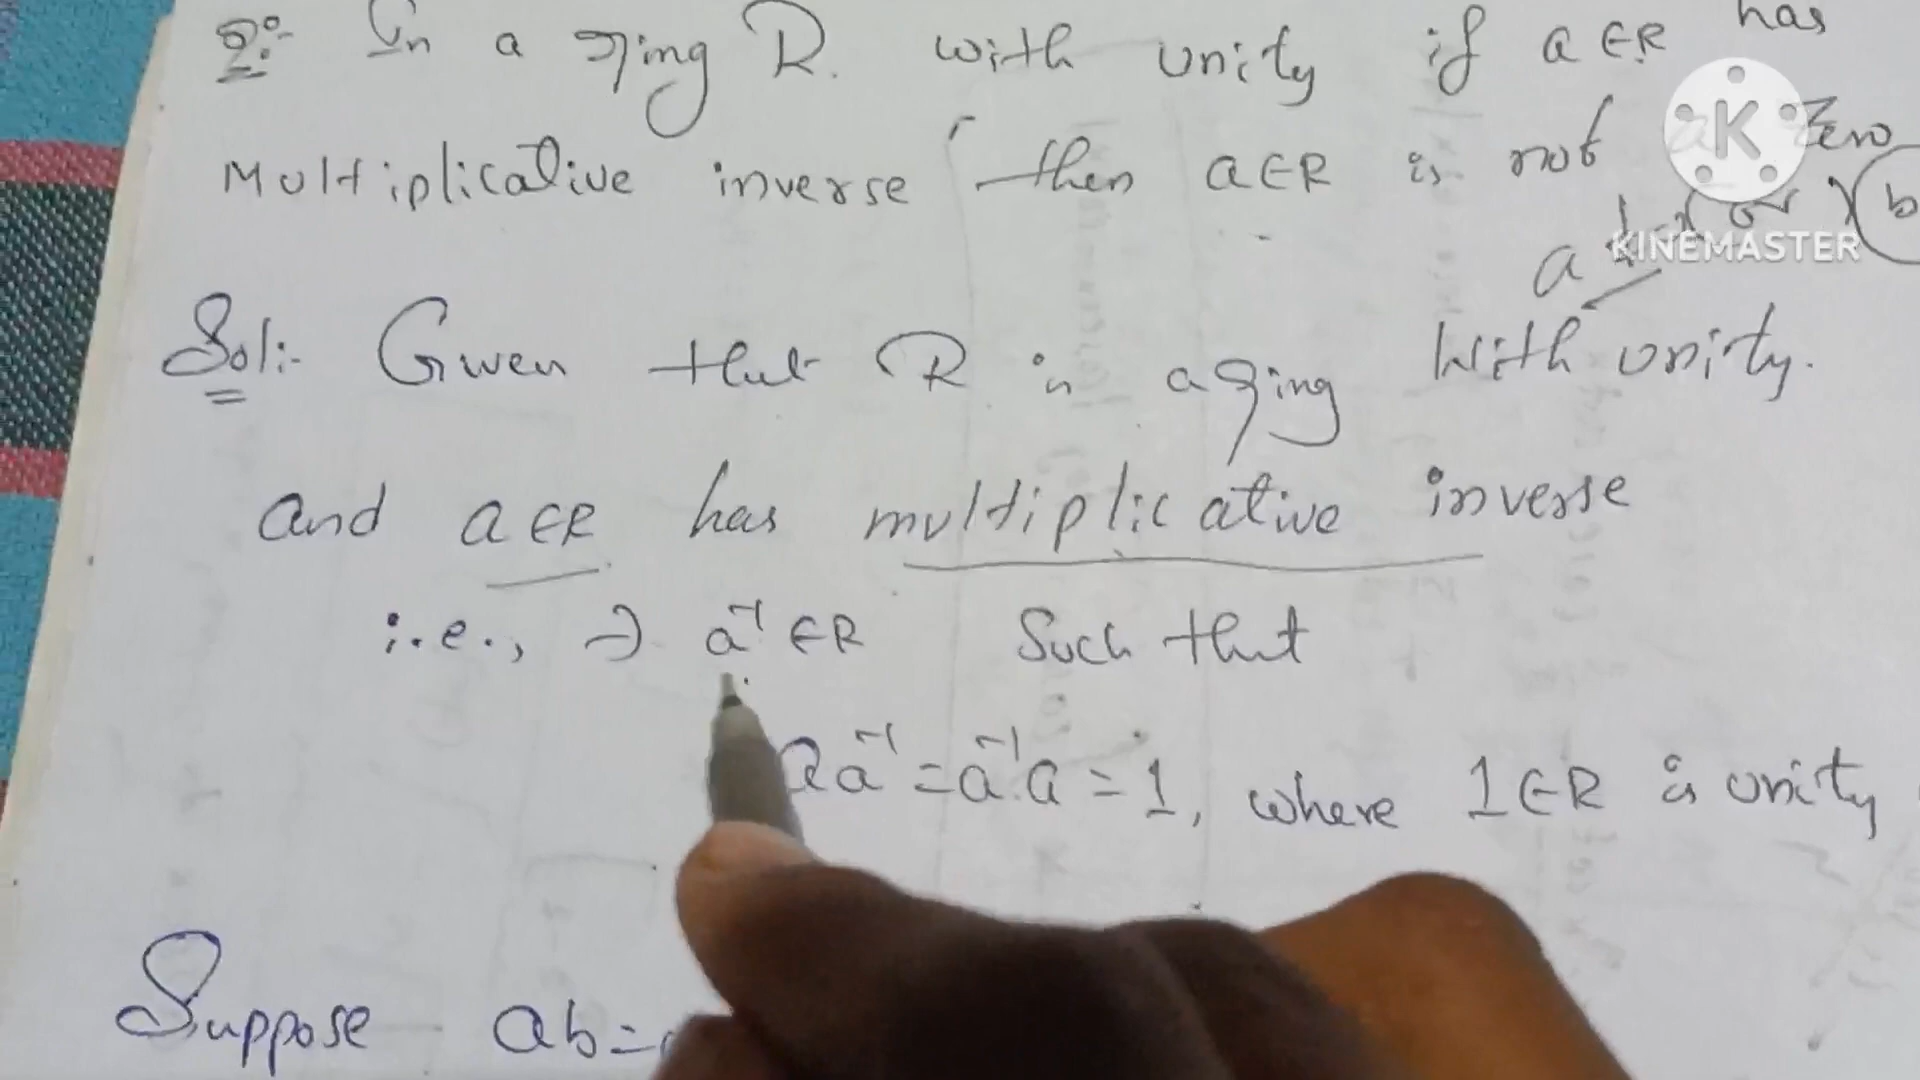 In a ring R. with unity if a∈R has
Multiplicative inverse then a∈R is not a Zero
KINEMASTER
Sol:- Given that R is a ring with unity.
and a∈R has multiplicative inverse
i.e., ⇒ a⁻¹∈R Such that
aa⁻¹=a⁻¹a=1, where 1∈R is unity
Suppose ab=